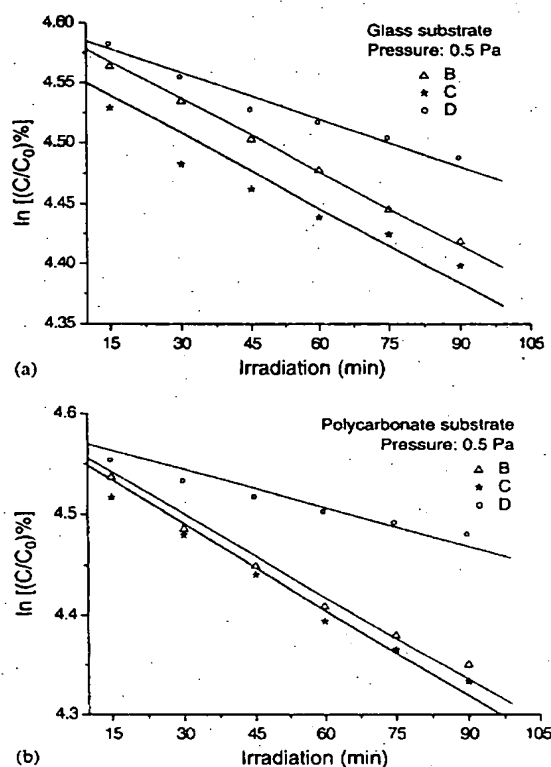 Glass substrate
Pressure: 0.5 Pa
B
C
D
ln [(C/C₀)%]
4.60
4.55
4.50
4.45
4.40
4.35
15 30 45 60 75 90 105
(a)
Irradiation (min)
Polycarbonate substrate
Pressure: 0.5 Pa
B
C
D
ln [(C/C₀)%]
4.6
4.5
4.4
4.3
15 30 45 60 75 90 105
(b)
Irradiation (min)